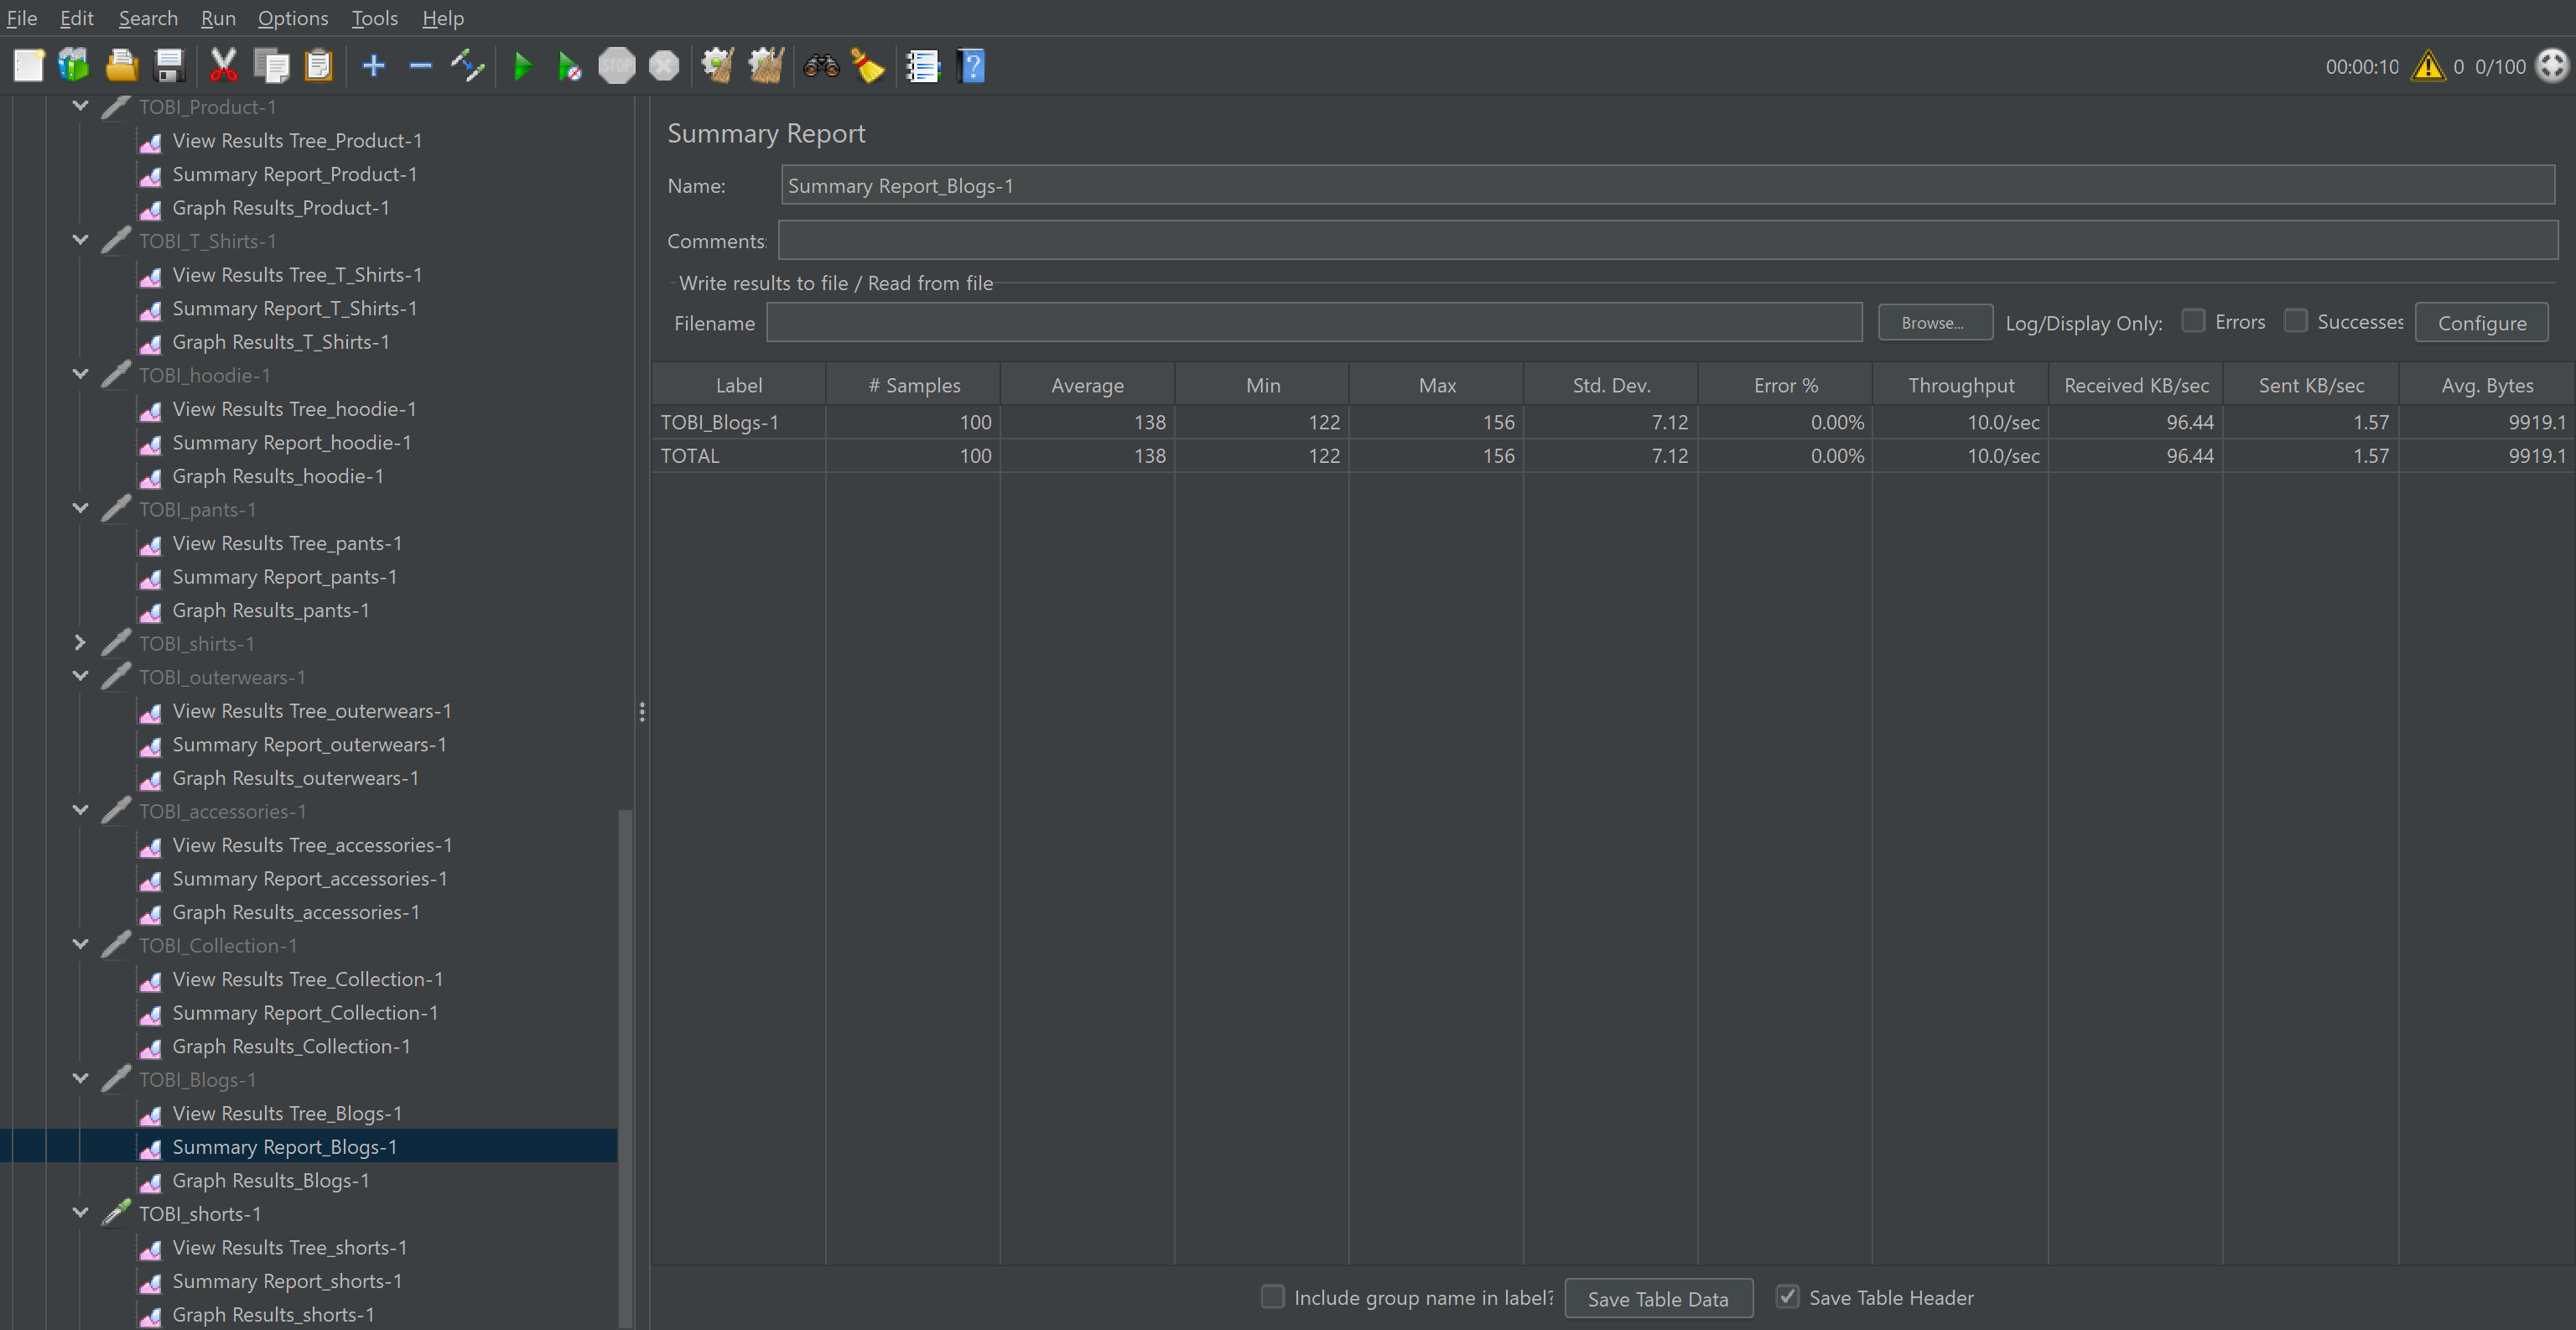 File Edit Search Run Options Tools Help
STOP
00:00:10 0 0/100
TOBI_Product-1
View Results Tree_Product-1
Summary Report_Product-1
Graph Results_Product-1
TOBI_T_Shirts-1
View Results Tree_T_Shirts-1
Summary Report_T_Shirts-1
Graph Results_T_Shirts-1
TOBI_hoodie-1
View Results Tree_hoodie-1
Summary Report_hoodie-1
Graph Results_hoodie-1
TOBI_pants-1
View Results Tree_pants-1
Summary Report_pants-1
Graph Results_pants-1
TOBI_shirts-1
TOBI_outerwears-1
View Results Tree_outerwears-1
Summary Report_outerwears-1
Graph Results_outerwears-1
TOBI_accessories-1
View Results Tree_accessories-1
Summary Report_accessories-1
Graph Results_accessories-1
TOBI_Collection-1
View Results Tree_Collection-1
Summary Report_Collection-1
Graph Results_Collection-1
TOBI_Blogs-1
View Results Tree_Blogs-1
Summary Report_Blogs-1
Graph Results_Blogs-1
TOBI_shorts-1
View Results Tree_shorts-1
Summary Report_shorts-1
Graph Results_shorts-1
Summary Report
Name: Summary Report_Blogs-1
Comments:
Write results to file / Read from file
Filename Browse... Log/Display Only: Errors Successes Configure
Label # Samples Average Min Max Std. Dev. Error % Throughput Received KB/sec Sent KB/sec Avg. Bytes
TOBI_Blogs-1 100 138 122 156 7.12 0.00% 10.0/sec 96.44 1.57 9919.1
TOTAL 100 138 122 156 7.12 0.00% 10.0/sec 96.44 1.57 9919.1
Include group name in label? Save Table Data Save Table Header